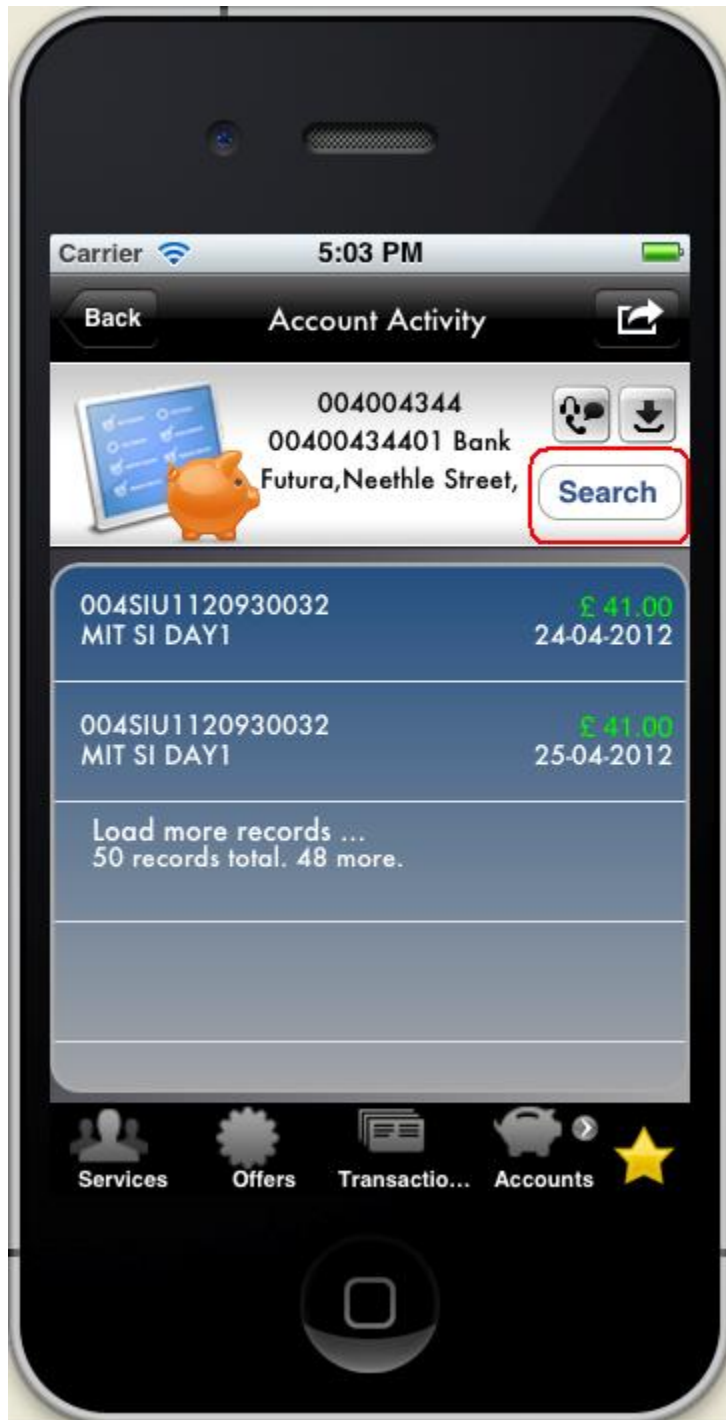 Carrier 5:03 PM
Back Account Activity
004004344
00400434401 Bank
Futura,Neethle Street,
Search
004SIU1120930032 £ 41.00
MIT SI DAY1 24-04-2012
004SIU1120930032 £ 41.00
MIT SI DAY1 25-04-2012
Load more records ...
50 records total. 48 more.
Services Offers Transactio... Accounts